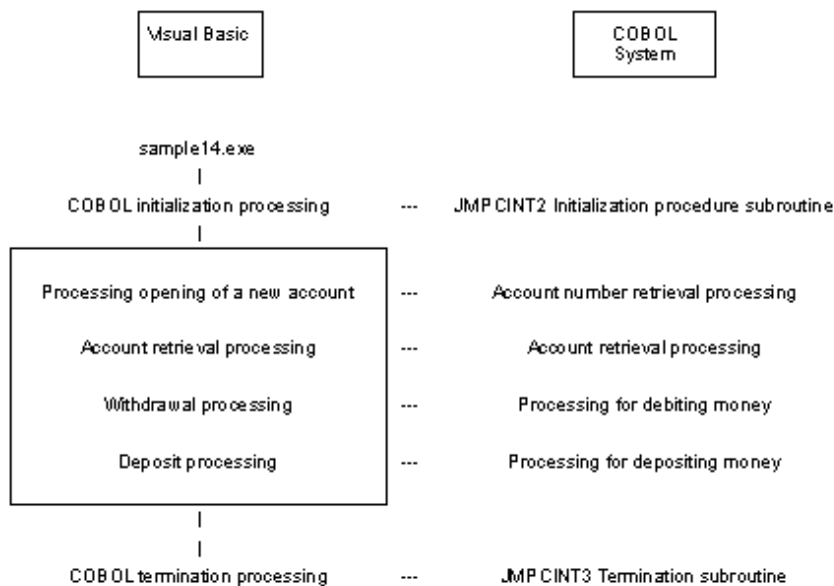 Visual Basic
COBOL
System
sample14.exe
|
COBOL initialization processing --- JMPCINT2 Initialization procedure subroutine
|
Processing opening of a new account --- Account number retrieval processing
Account retrieval processing --- Account retrieval processing
Withdrawal processing --- Processing for debiting money
Deposit processing --- Processing for depositing money
|
|
COBOL termination processing --- JMPCINT3 Termination subroutine